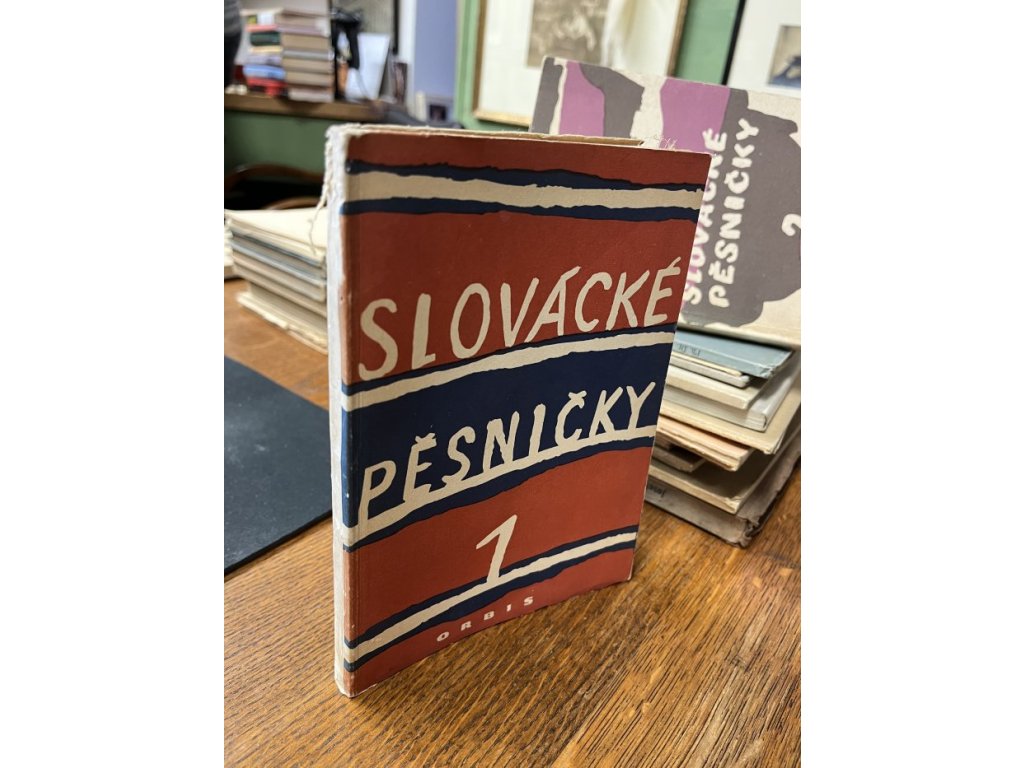 SLOVÁCKÉ
PĚSNIČKY
1
ORBIS
SLOVÁCKÉ
PĚSNIČKY
2